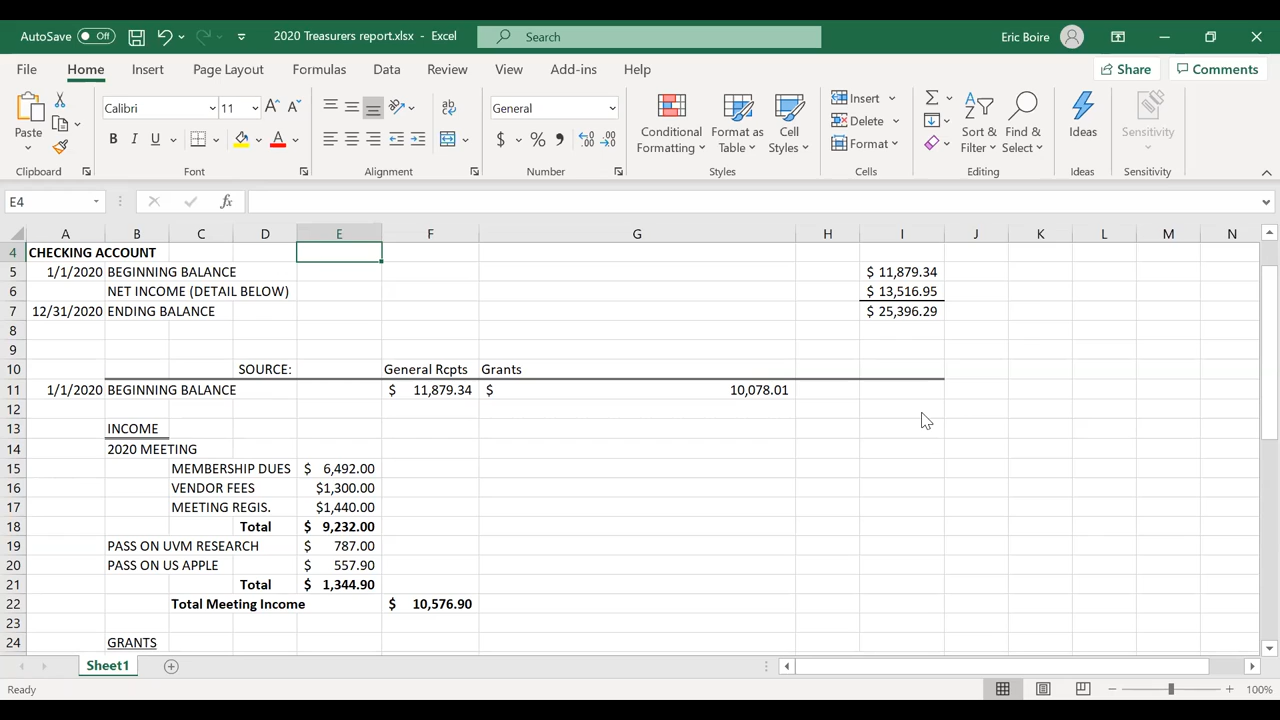 AutoSave Off 2020 Treasurers report.xlsx - Excel Search Eric Boire
File Home Insert Page Layout Formulas Data Review View Add-ins Help Share Comments
Paste Calibri 11 A A General Conditional Formatting Format as Table Cell Styles Insert Delete Format Sort & Filter Find & Select Ideas Sensitivity
B I U A $ %
Clipboard Font Alignment Number Styles Cells Editing Ideas Sensitivity
E4 fx
A B C D E F G H I J K L M N
4 CHECKING ACCOUNT
5 1/1/2020 BEGINNING BALANCE $ 11,879.34
6 NET INCOME (DETAIL BELOW) $ 13,516.95
7 12/31/2020 ENDING BALANCE $ 25,396.29
8
9
10 SOURCE: General Rcpts Grants
11 1/1/2020 BEGINNING BALANCE $ 11,879.34 $ 10,078.01
12
13 INCOME
14 2020 MEETING
15 MEMBERSHIP DUES $ 6,492.00
16 VENDOR FEES $1,300.00
17 MEETING REGIS. $1,440.00
18 Total $ 9,232.00
19 PASS ON UVM RESEARCH $ 787.00
20 PASS ON US APPLE $ 557.90
21 Total $ 1,344.90
22 Total Meeting Income $ 10,576.90
23
24 GRANTS
Sheet1
Ready 100%